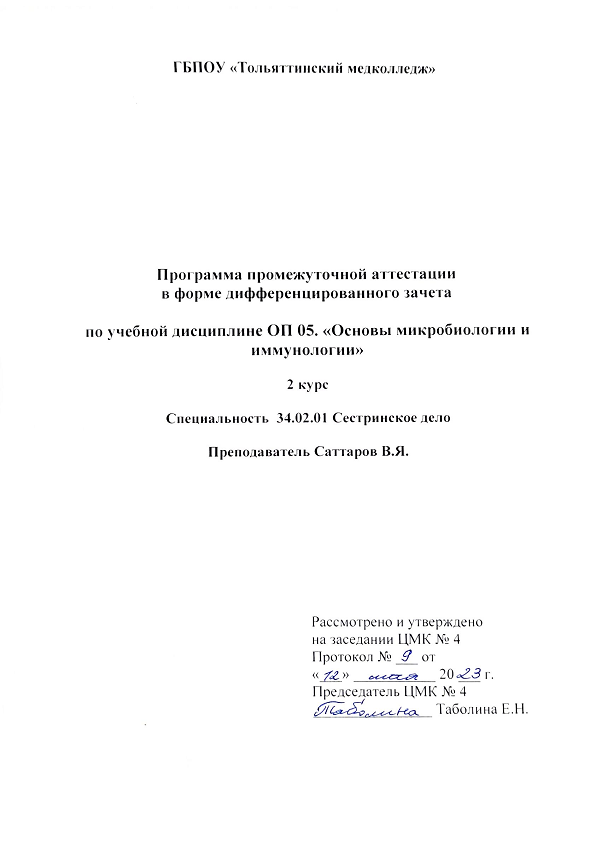 ГБПОУ «Тольяттинский медколледж»
Программа промежуточной аттестации
в форме дифференцированного зачета
по учебной дисциплине ОП 05. «Основы микробиологии и
иммунологии»
2 курс
Специальность 34.02.01 Сестринское дело
Преподаватель Саттаров В.Я.
Рассмотрено и утверждено
на заседании ЦМК № 4
Протокол № 9 от
«12» мая 2023 г.
Председатель ЦМК № 4
Таболина Таболина Е.Н.